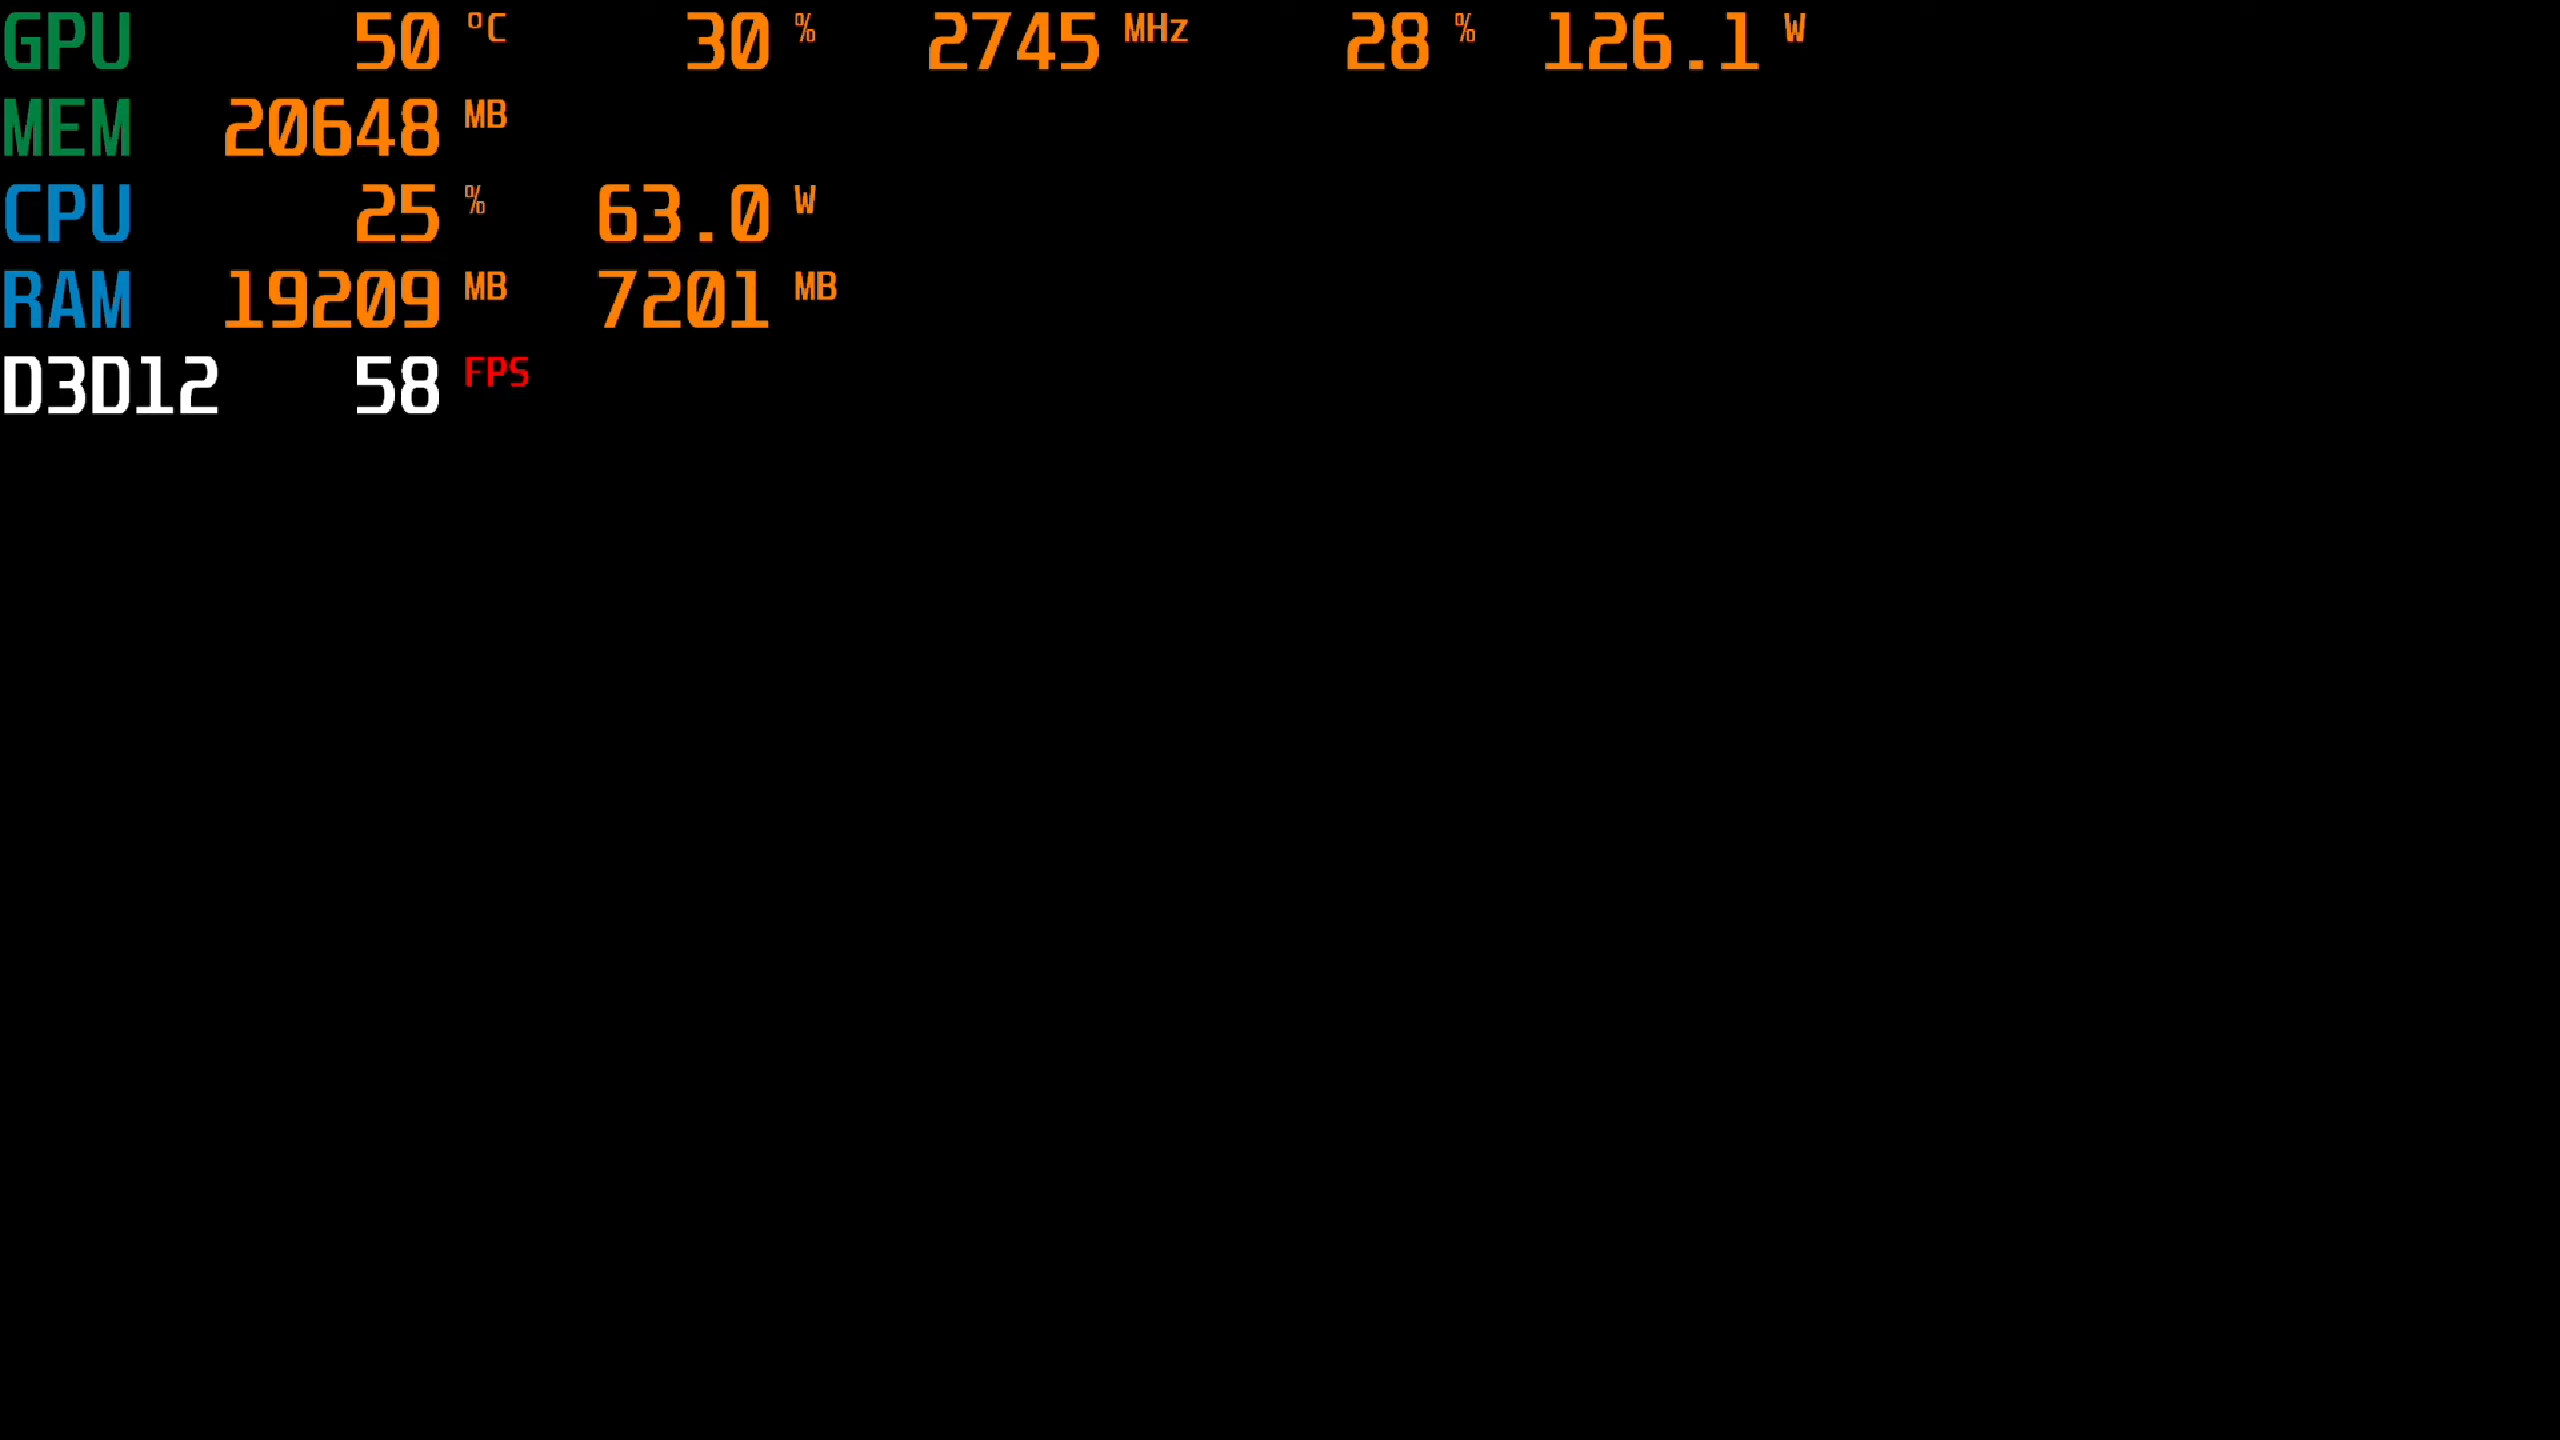 GPU 50 °C 30 % 2745 MHz 28 % 126.1 W
MEM 20648 MB
CPU 25 % 63.0 W
RAM 19209 MB 7201 MB
D3D12 58 FPS